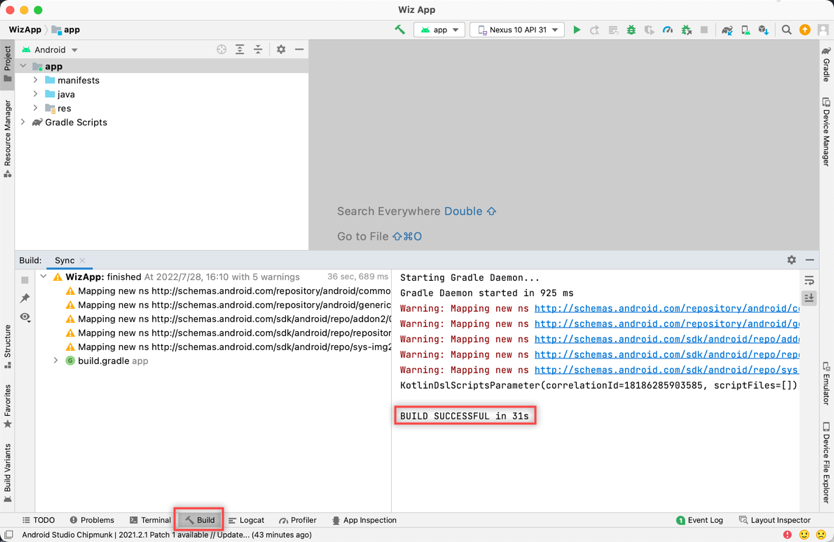 Wiz App
WizApp
app
app
Nexus 10 API 31
Project
Resource Manager
Structure
Favorites
Build Variants
Android
app
manifests
java
res
Gradle Scripts
Search Everywhere Double ⇧
Go to File ⇧⌘O
Gradle
Device Manager
Emulator
Device File Explorer
Build: Sync
WizApp: finished At 2022/7/28, 16:10 with 5 warnings 36 sec, 689 ms
Mapping new ns http://schemas.android.com/repository/android/commo
Mapping new ns http://schemas.android.com/repository/android/generic
Mapping new ns http://schemas.android.com/sdk/android/repo/addon2/0
Mapping new ns http://schemas.android.com/sdk/android/repo/repositor
Mapping new ns http://schemas.android.com/sdk/android/repo/sys-img2
build.gradle app
Starting Gradle Daemon...
Gradle Daemon started in 925 ms
Warning: Mapping new ns http://schemas.android.com/repository/android/co
Warning: Mapping new ns http://schemas.android.com/repository/android/ge
Warning: Mapping new ns http://schemas.android.com/sdk/android/repo/addo
Warning: Mapping new ns http://schemas.android.com/sdk/android/repo/repo
Warning: Mapping new ns http://schemas.android.com/sdk/android/repo/sys
KotlinDslScriptsParameter(correlationId=18186285903585, scriptFiles=[])
BUILD SUCCESSFUL in 31s
TODO Problems Terminal Build Logcat Profiler App Inspection 1 Event Log Layout Inspector
Android Studio Chipmunk | 2021.2.1 Patch 1 available // Update... (43 minutes ago)